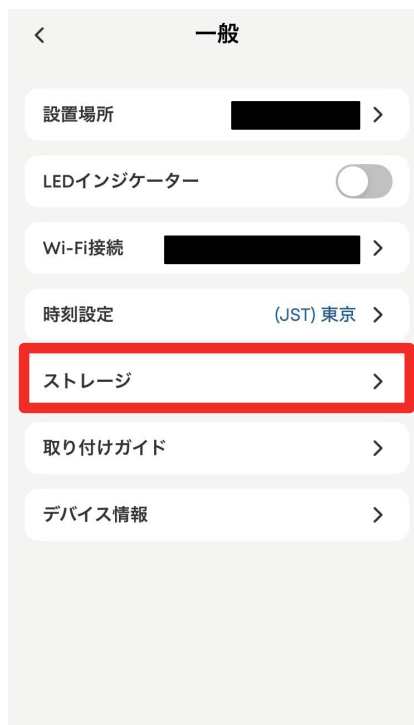 一般
設置場所
LEDインジケーター
Wi-Fi接続
時刻設定 (JST) 東京
ストレージ
取り付けガイド
デバイス情報